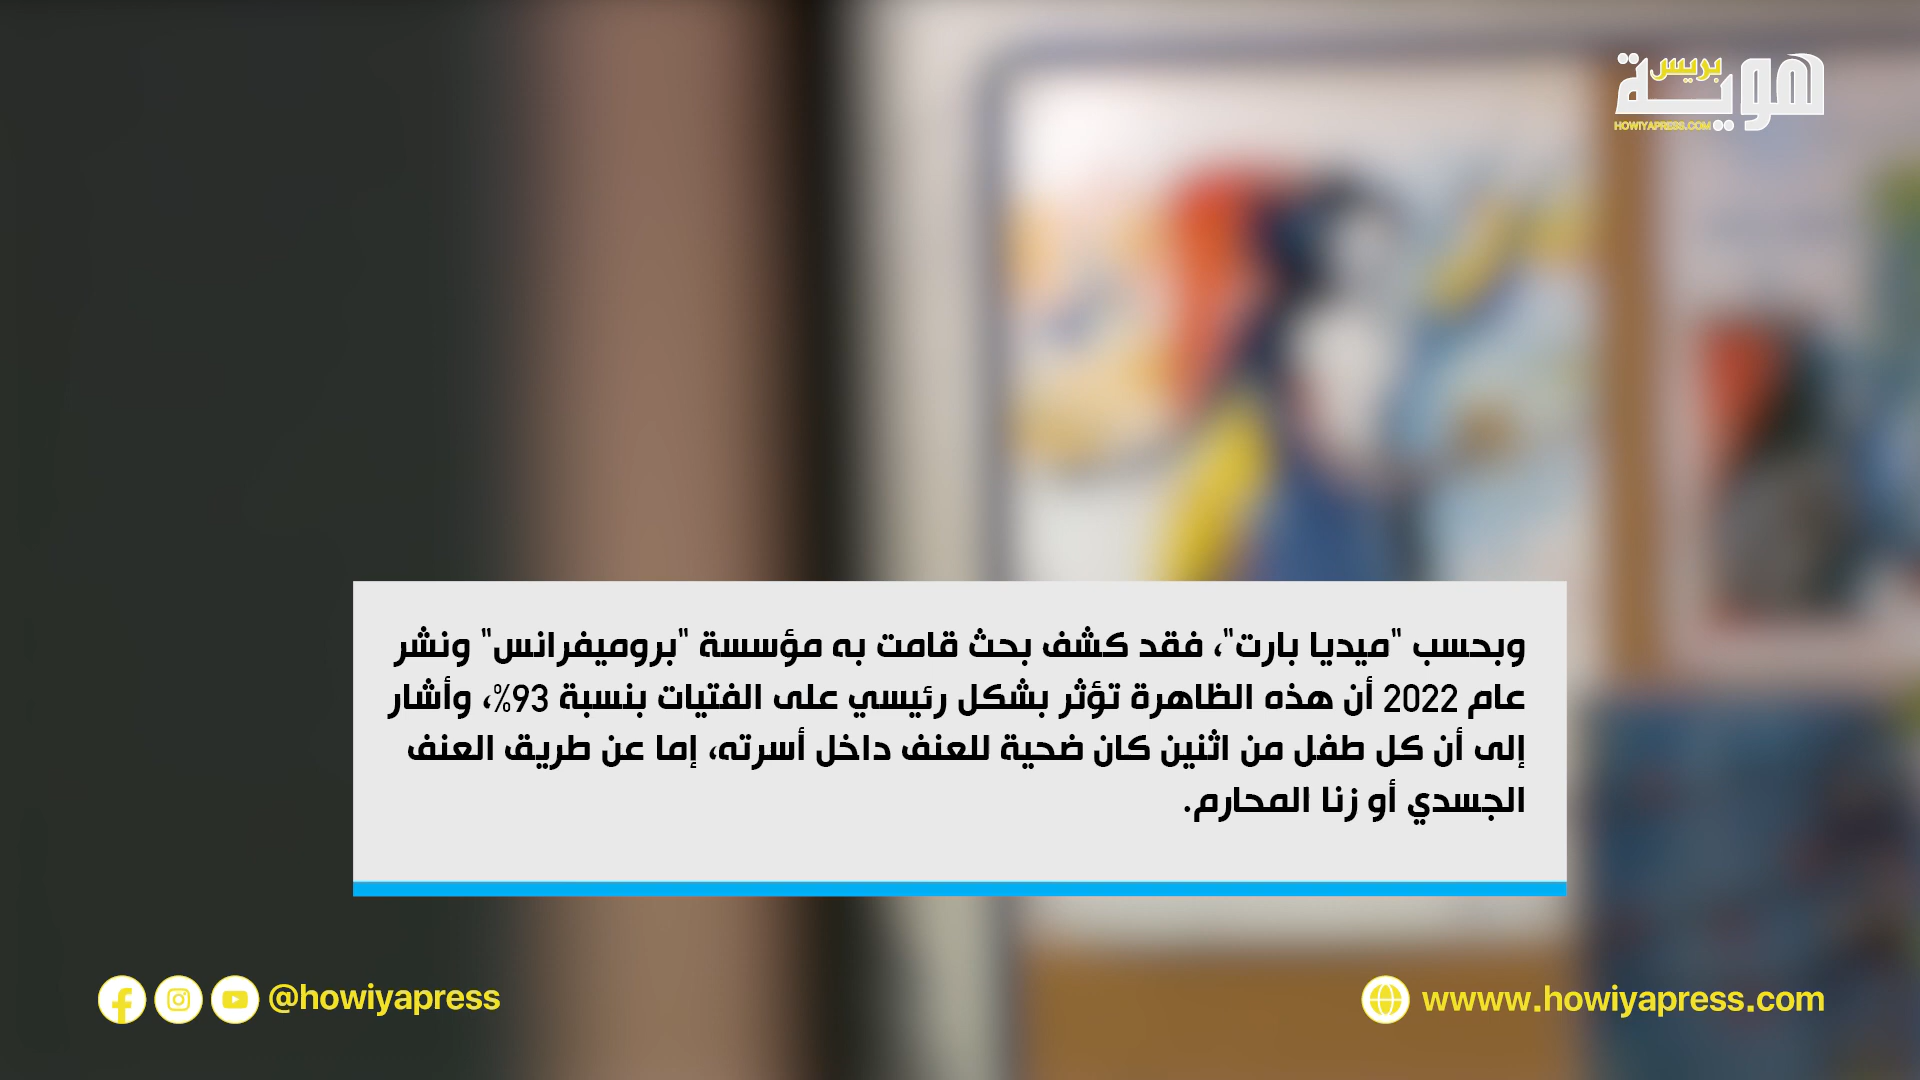 هوية
بريس
HOWIYAPRESS.COM
وبحسب "ميديا بارت"، فقد كشف بحث قامت به مؤسسة "بروميفرانس" ونشر
عام 2022 أن هذه الظاهرة تؤثر بشكل رئيسي على الفتيات بنسبة 93%، وأشار
إلى أن كل طفل من اثنين كان ضحية للعنف داخل أسرته، إما عن طريق العنف
الجسدي أو زنا المحارم.
@howiyapress
wwww.howiyapress.com